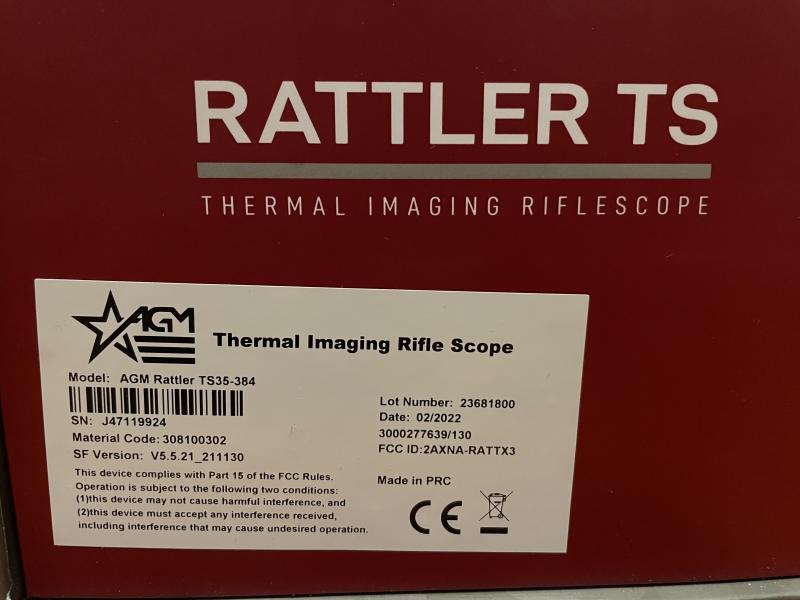 RATTLER TS
THERMAL IMAGING RIFLESCOPE
AGM
Thermal Imaging Rifle Scope
Model: AGM Rattler TS35-384
SN: J47119924
Material Code: 308100302
SF Version: V5.5.21_211130
Lot Number: 23681800
Date: 02/2022
3000277639/130
FCC ID:2AXNA-RATTX3
This device complies with Part 15 of the FCC Rules.
Operation is subject to the following two conditions:
(1)this device may not cause harmful interference, and
(2)this device must accept any interference received,
including interference that may cause undesired operation.
Made in PRC
CE